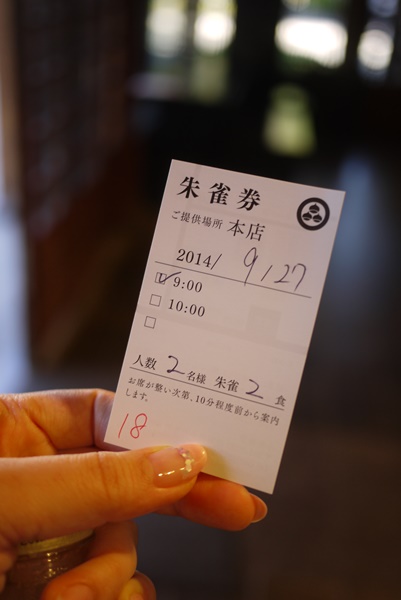 朱雀券
ご提供場所 本店
2014/ 9/27
☑ 9:00
□ 10:00
□
人数 2 名様 朱雀 2 食
お席が整い次第、10分程度前から案内
します。
18